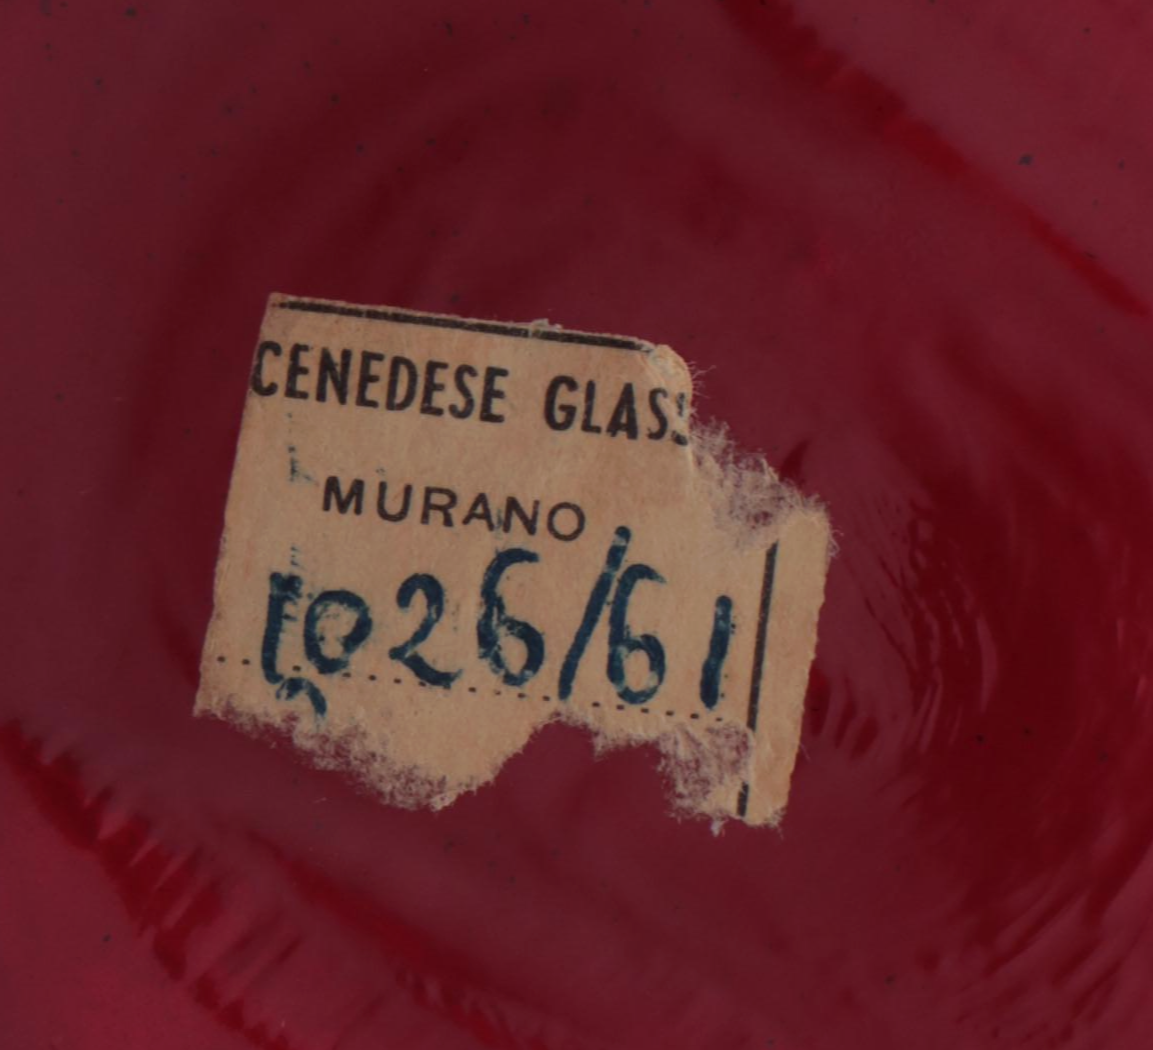 CENEDESE GLASS
MURANO
1026/61